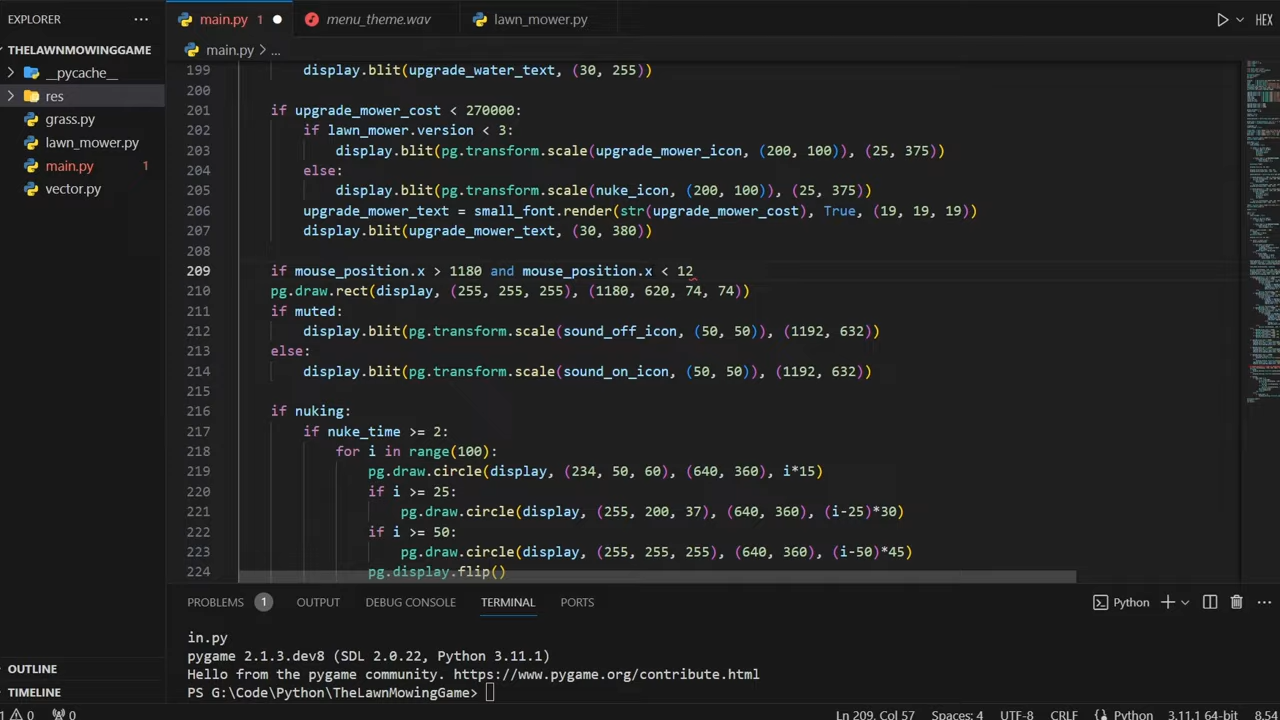 EXPLORER ···
main.py 1
menu_theme.wav
lawn_mower.py
HEX
THELAWNMOWINGGAME
main.py > ...
__pycache__
res
grass.py
lawn_mower.py
main.py 1
vector.py
199 display.blit(upgrade_water_text, (30, 255))
200
201 if upgrade_mower_cost < 270000:
202 if lawn_mower.version < 3:
203 display.blit(pg.transform.scale(upgrade_mower_icon, (200, 100)), (25, 375))
204 else:
205 display.blit(pg.transform.scale(nuke_icon, (200, 100)), (25, 375))
206 upgrade_mower_text = small_font.render(str(upgrade_mower_cost), True, (19, 19, 19))
207 display.blit(upgrade_mower_text, (30, 380))
208
209 if mouse_position.x > 1180 and mouse_position.x < 12
210 pg.draw.rect(display, (255, 255, 255), (1180, 620, 74, 74))
211 if muted:
212 display.blit(pg.transform.scale(sound_off_icon, (50, 50)), (1192, 632))
213 else:
214 display.blit(pg.transform.scale(sound_on_icon, (50, 50)), (1192, 632))
215
216 if nuking:
217 if nuke_time >= 2:
218 for i in range(100):
219 pg.draw.circle(display, (234, 50, 60), (640, 360), i*15)
220 if i >= 25:
221 pg.draw.circle(display, (255, 200, 37), (640, 360), (i-25)*30)
222 if i >= 50:
223 pg.draw.circle(display, (255, 255, 255), (640, 360), (i-50)*45)
224 pg.display.flip()
PROBLEMS 1 OUTPUT DEBUG CONSOLE TERMINAL PORTS
Python
in.py
pygame 2.1.3.dev8 (SDL 2.0.22, Python 3.11.1)
Hello from the pygame community. https://www.pygame.org/contribute.html
PS G:\Code\Python\TheLawnMowingGame>
OUTLINE
TIMELINE
1 0 0
Ln 209, Col 57 Spaces: 4 UTF-8 CRLF Python 3.11.1 64-bit 8.54